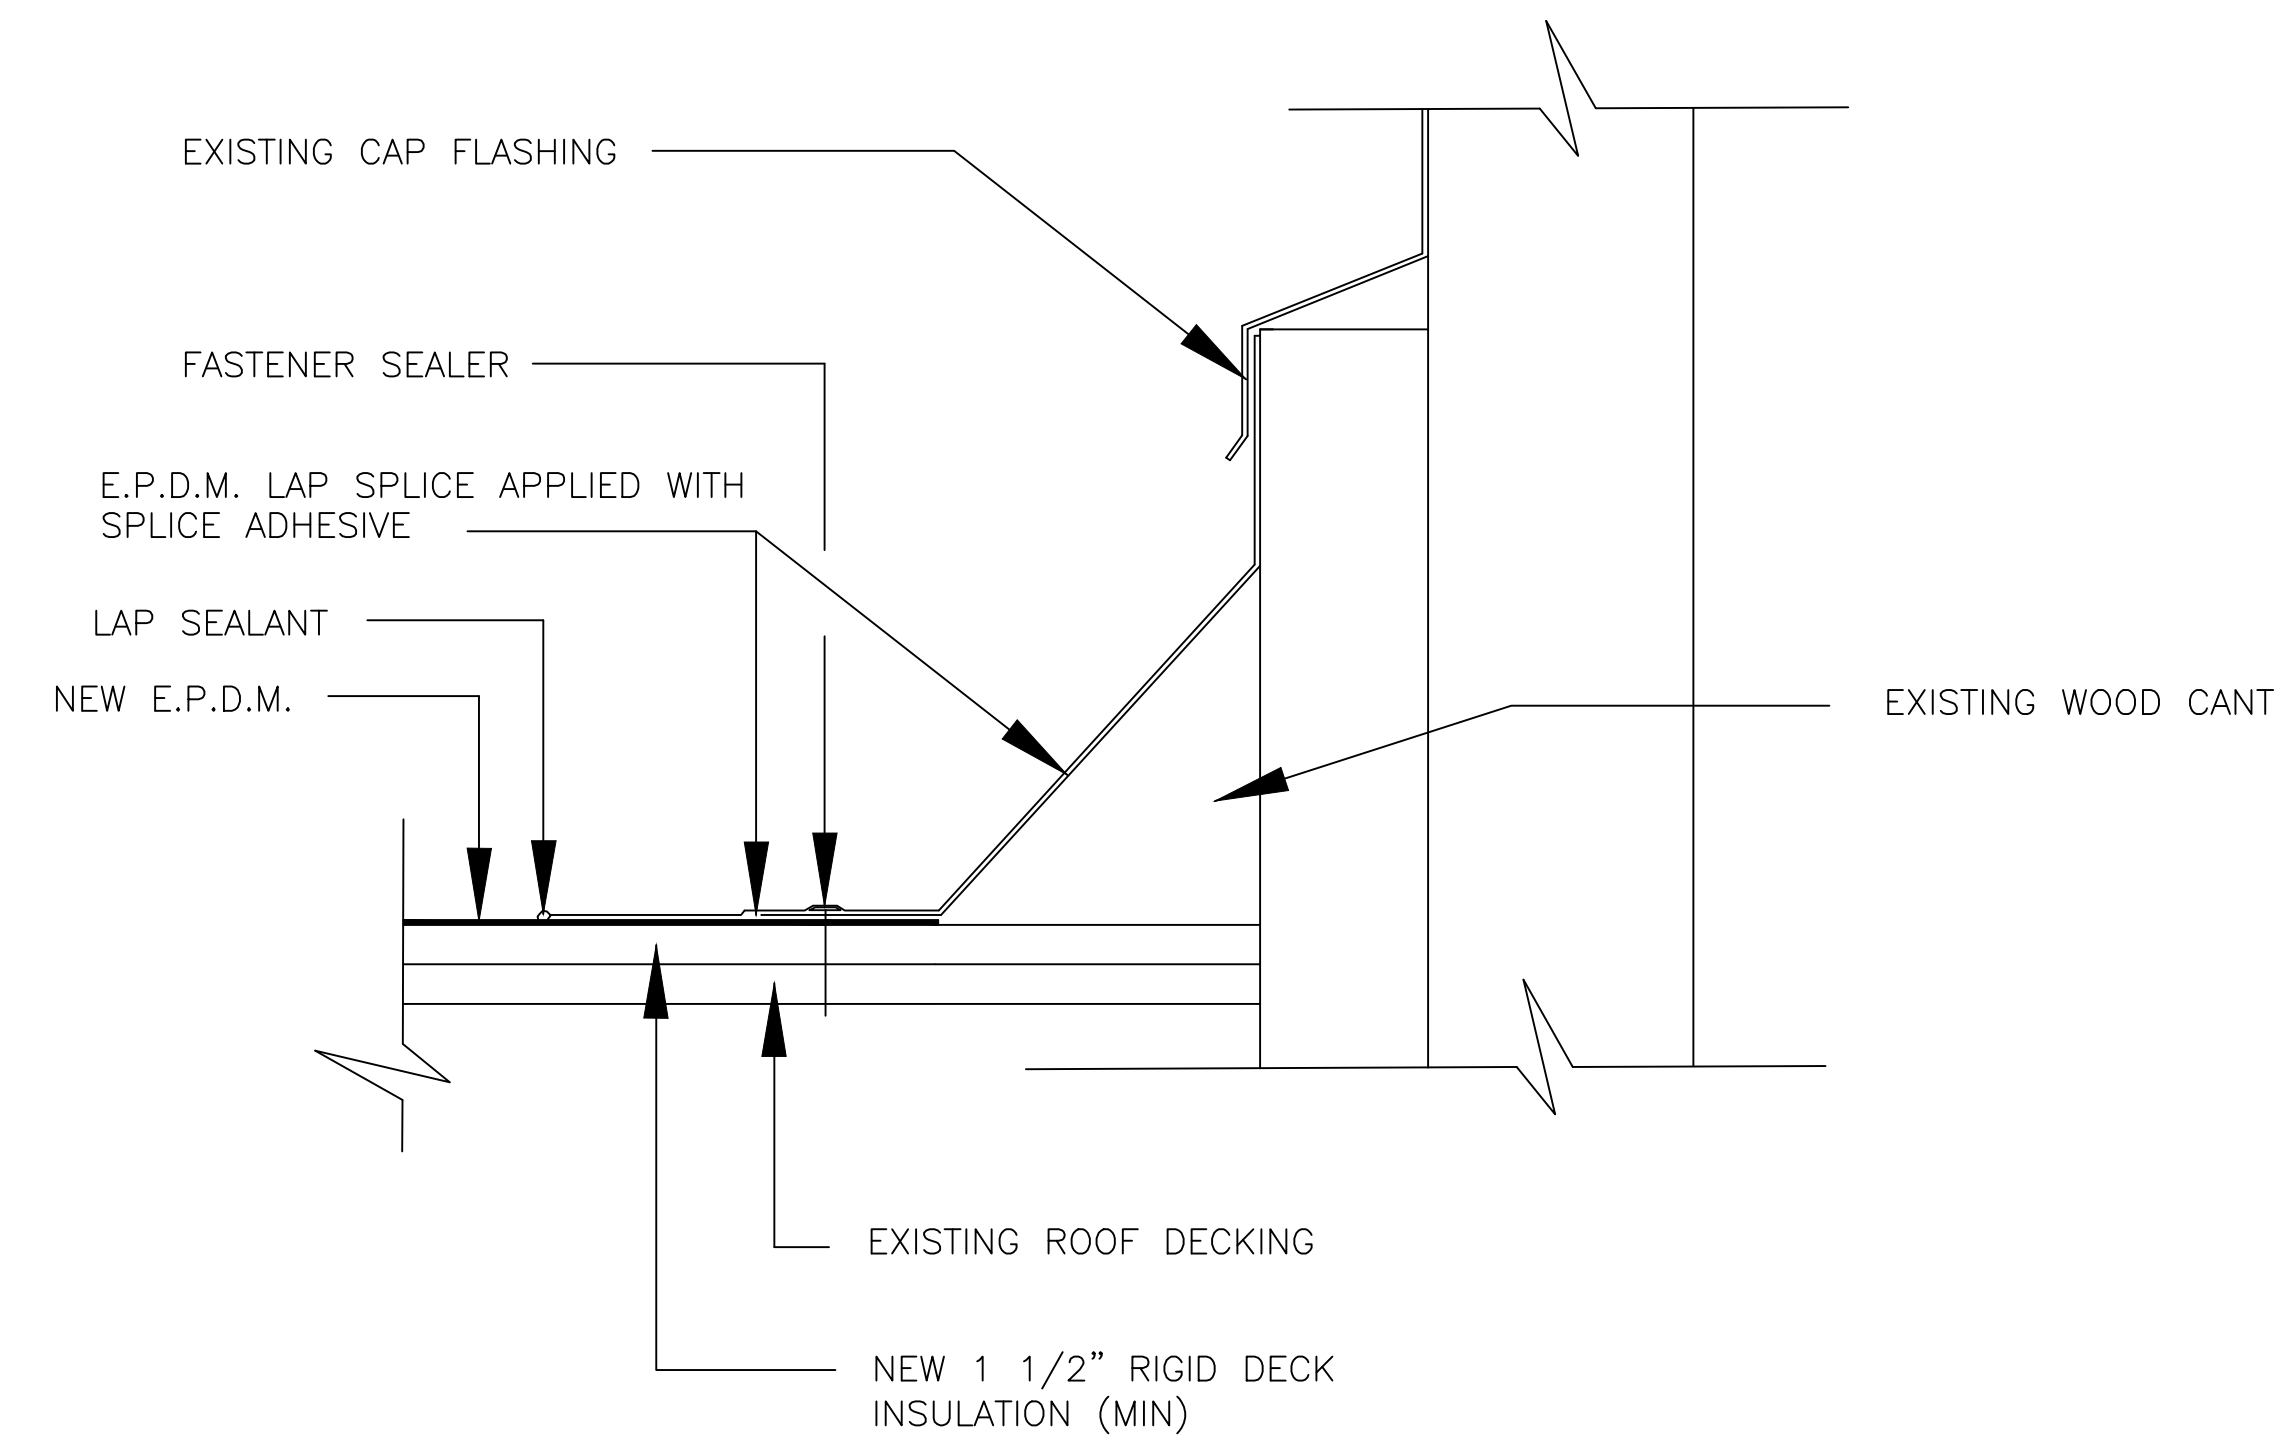 EXISTING CAP FLASHING
FASTENER SEALER
E.P.D.M. LAP SPLICE APPLIED WITH
SPLICE ADHESIVE
LAP SEALANT
NEW E.P.D.M.
EXISTING WOOD CANT
EXISTING ROOF DECKING
NEW 1 1/2” RIGID DECK
INSULATION (MIN)